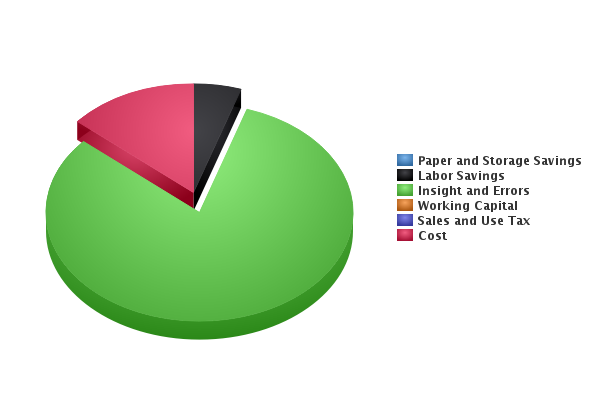 Paper and Storage Savings
Labor Savings
Insight and Errors
Working Capital
Sales and Use Tax
Cost